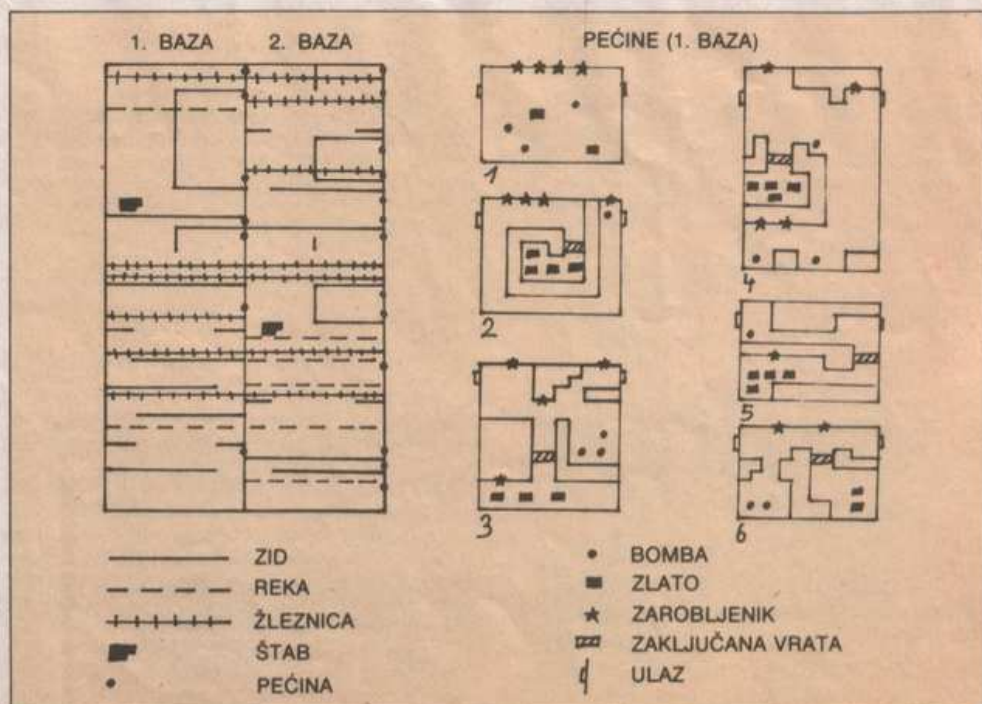 1. BAZA 2. BAZA
PEĆINE (1. BAZA)
1
2
3
4
5
6
ZID
REKA
ŽLEZNICA
ŠTAB
PEĆINA
BOMBA
ZLATO
ZAROBLJENIK
ZAKLJUČANA VRATA
ULAZ